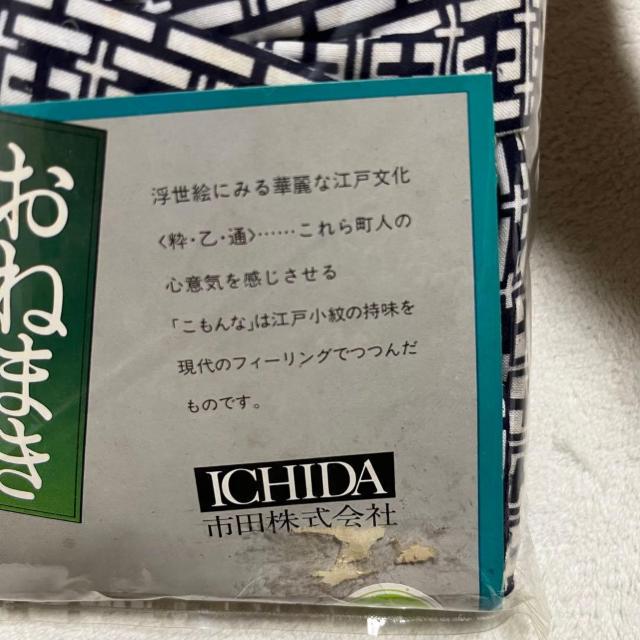 おねまき
浮世絵にみる華麗な江戸文化
〈粋・乙・通〉……これら町人の
心意気を感じさせる
「こもんな」は江戸小紋の持味を
現代のフィーリングでつつんだ
ものです。
ICHIDA
市田株式会社